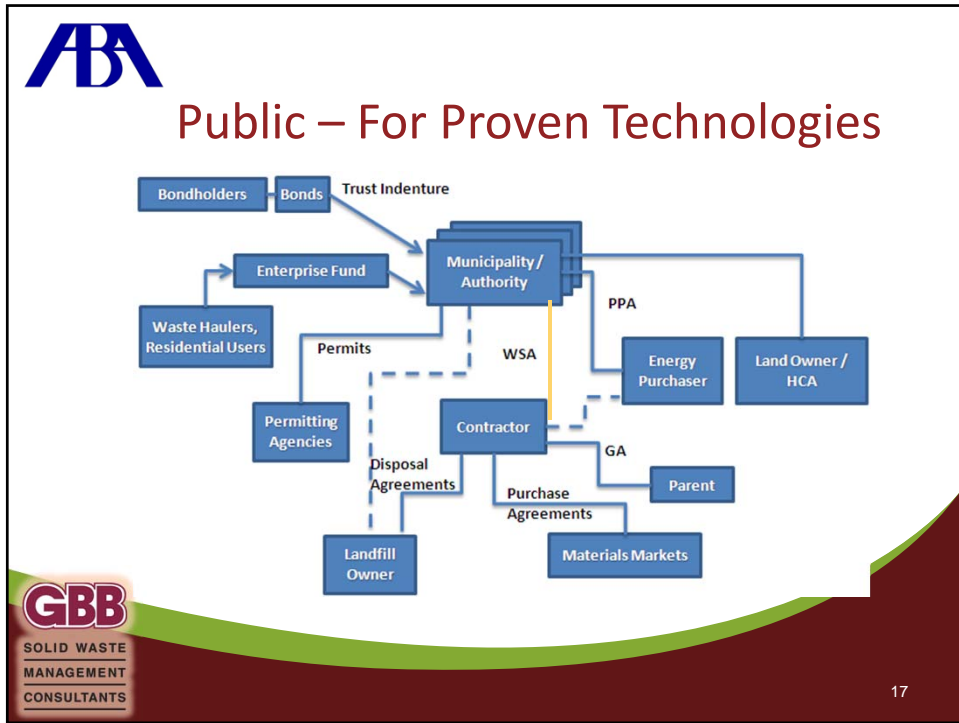 ABA
Public – For Proven Technologies
Bondholders
Bonds
Trust Indenture
Enterprise Fund
Municipality /
Authority
Waste Haulers,
Residential Users
Permits
WSA
PPA
Energy
Purchaser
Land Owner /
HCA
Permitting
Agencies
Contractor
GA
Disposal
Agreements
Purchase
Agreements
Parent
Landfill
Owner
Materials Markets
GBB
SOLID WASTE
MANAGEMENT
CONSULTANTS
17